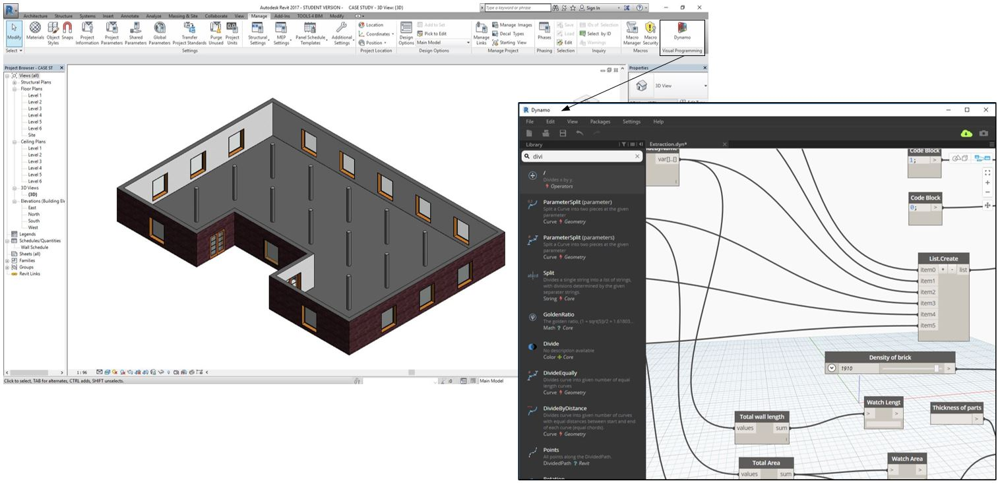 Autodesk Revit 2017 - STUDENT VERSION - CASE STUDY - 3D View: {3D}
Type a keyword or phrase
Sign In
Architecture Structure Systems Insert Annotate Analyze Massing & Site Collaborate View Manage Add-Ins TOOLS 4 BIM Modify
Modify
Select
Materials
Object Styles
Snaps
Project Information
Project Parameters
Shared Parameters
Global Parameters
Transfer Project Standards
Purge Unused
Project Units
Settings
Structural Settings
MEP Settings
Panel Schedule Templates
Additional Settings
Location
Coordinates
Position
Project Location
Design Options
Add to Set
Pick to Edit
Main Model
Design Options
Manage Links
Manage Images
Decal Types
Starting View
Manage Project
Phases
Phasing
Save
Load
Edit
Selection
IDs of Selection
Select by ID
Warnings
Inquiry
Macro Manager
Macro Security
Macros
Dynamo
Visual Programming
Project Browser - CASE ST
Views (all)
Structural Plans
Floor Plans
Level 1
Level 2
Level 3
Level 4
Level 5
Level 6
Site
Ceiling Plans
Level 1
Level 2
Level 3
Level 4
Level 5
Level 6
3D Views
{3D}
Elevations (Building El
East
North
South
West
Legends
Schedules/Quantities
Wall Schedule
Sheets (all)
Families
Groups
Revit Links
Properties
3D View
1 : 96
Click to select, TAB for alternates, CTRL adds, SHIFT unselects.
:0
Main Model
Dynamo
File Edit View Packages Settings Help
Library
Extraction.dyn*
divi
/
Divides x by y.
Operators
ParameterSplit (parameter)
Split a Curve into two pieces at the given
parameter
Curve Geometry
ParameterSplit (parameters)
Split a Curve into two pieces at the given
parameter
Curve Geometry
Split
Divides a single string into a list of strings,
with divisions determined by the given
separater strings.
String Core
GoldenRatio
The golden ratio, (1 + sqrt(5))/2 = 1.61803...
Math ? Core
Divide
No description available
Color + Core
DivideEqually
Divides curve into given number of equal
length curves
Curve Geometry
DivideByDistance
Divides curve into given number of curves
with equal distances between start and end
of each curve (equal chords).
Curve Geometry
Points
All points along the DividedPath.
DividedPath ? Revit
Rotation
var[]..[]
Code Block
1; >
Code Block
0; >
List.Create
item0 + - list
item1
item2
item3
item4
item5
Density of brick
1910 >
Watch Lengt
> >
Thickness of parts
>
Total wall length
values sum
Watch Area
> >
Total Area
values sum